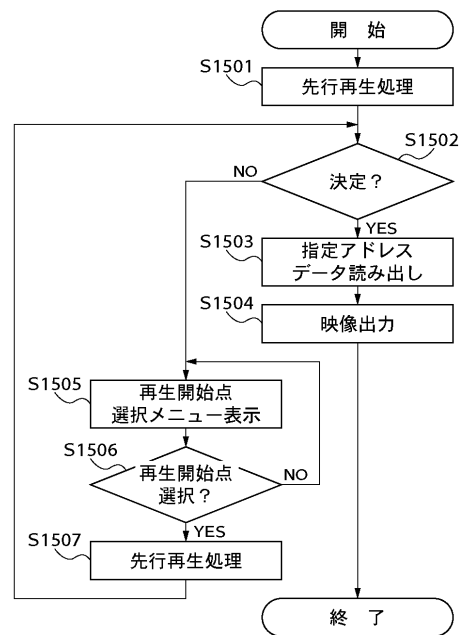 開 始
S1501
先行再生処理
S1502
決定？
NO
YES
S1503
指定アドレス
データ読み出し
S1504
映像出力
S1505
再生開始点
選択メニュー表示
S1506
再生開始点
選択？
NO
YES
S1507
先行再生処理
終 了